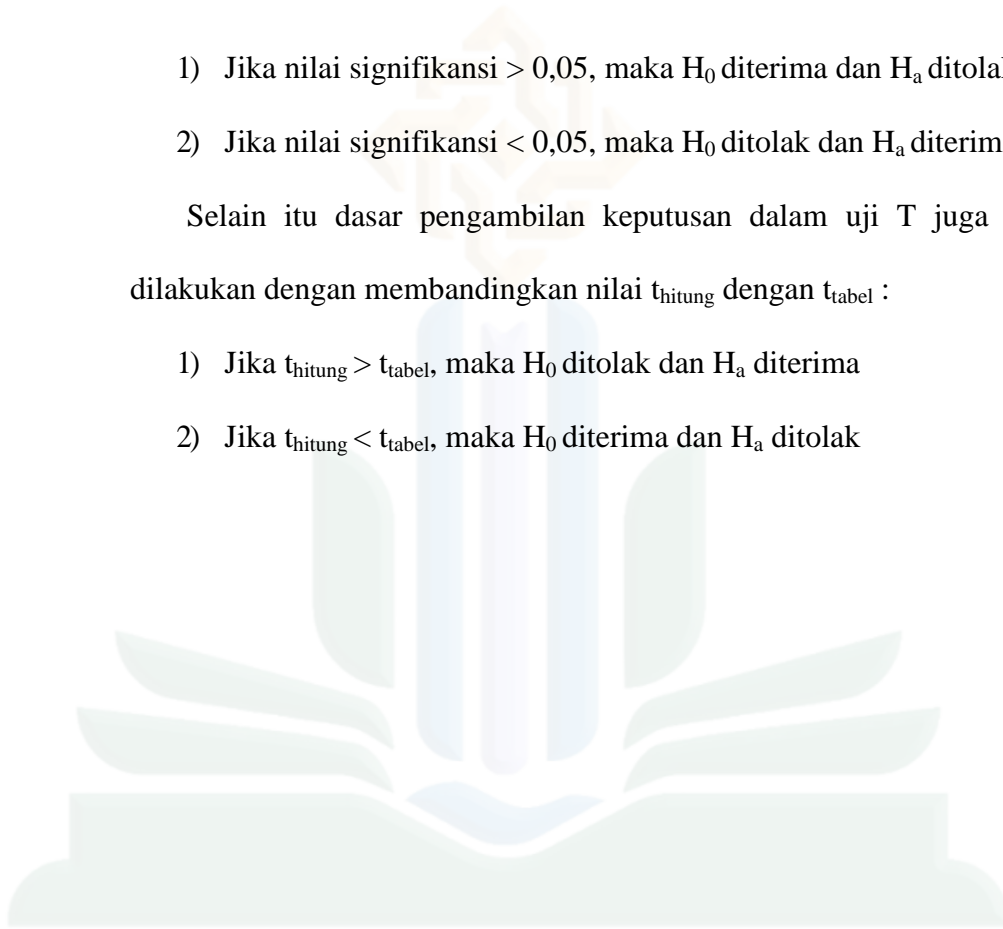 1) Jika nilai signifikansi > 0,05, maka H₀ diterima dan Hₐ
2) Jika nilai signifikansi < 0,05, maka H₀ ditolak dan Hₐ
Selain itu dasar pengambilan keputusan dalam uji T juga
dilakukan dengan membandingkan nilai thitung dengan ttabel :
1) Jika thitung > ttabel, maka H₀ ditolak dan Hₐ diterima
2) Jika thitung < ttabel, maka H₀ diterima dan Hₐ ditolak